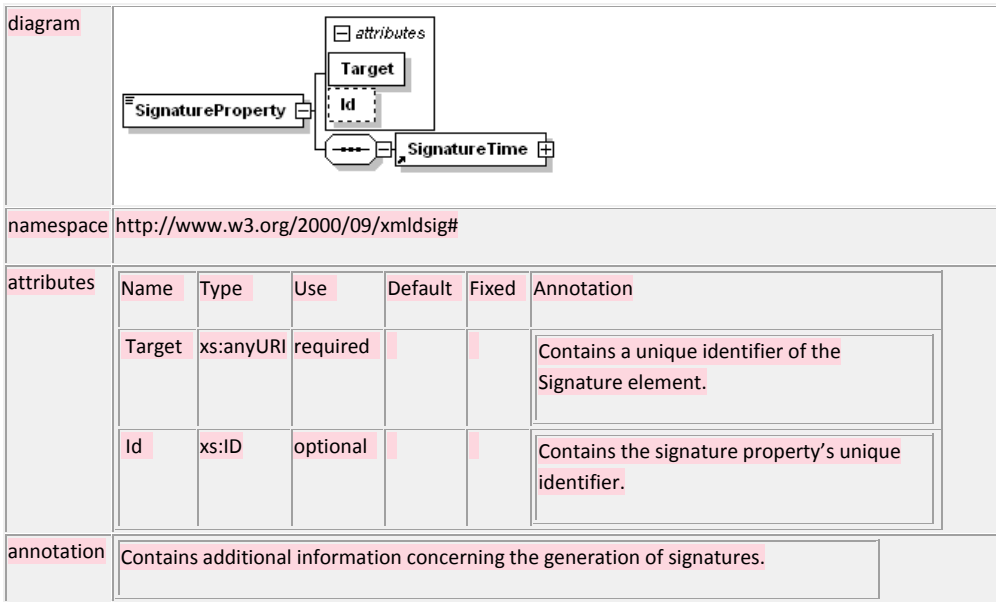 diagram
attributes
Target
Id
SignatureProperty
SignatureTime
namespace http://www.w3.org/2000/09/xmldsig#
attributes
Name Type Use Default Fixed Annotation
Target xs:anyURI required Contains a unique identifier of the
Signature element.
Id xs:ID optional Contains the signature property’s unique
identifier.
annotation Contains additional information concerning the generation of signatures.